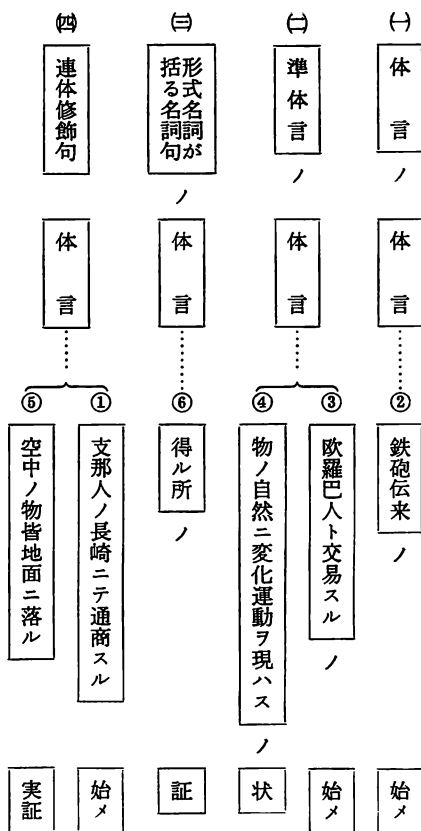 ㈠ 体言 ノ 体言……② 鉄砲伝来 ノ 始メ
㈡ 準体言 ノ 体言……③ 欧羅巴人ト交易スル ノ 始メ
④ 物ノ自然ニ変化運動ヲ現ハス ノ 状
㈢ 形式名詞が括る名詞句 ノ 体言……⑥ 得ル所 ノ 証
㈣ 連体修飾句 体言……① 支那人ノ長崎ニテ通商スル 始メ
⑤ 空中ノ物皆地面ニ落ル 実証